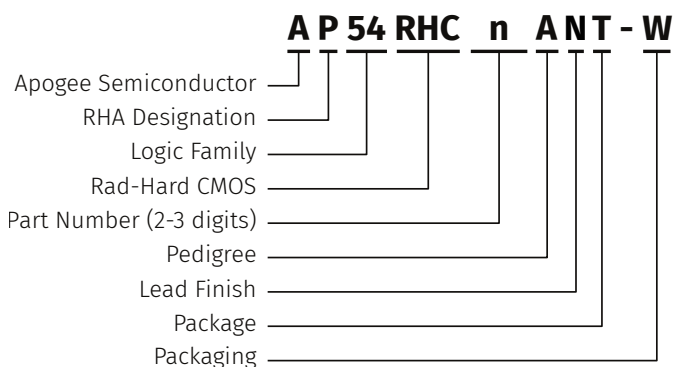 A P 54 RHC n A N T - W
Apogee Semiconductor
RHA Designation
Logic Family
Rad-Hard CMOS
Part Number (2-3 digits)
Pedigree
Lead Finish
Package
Packaging